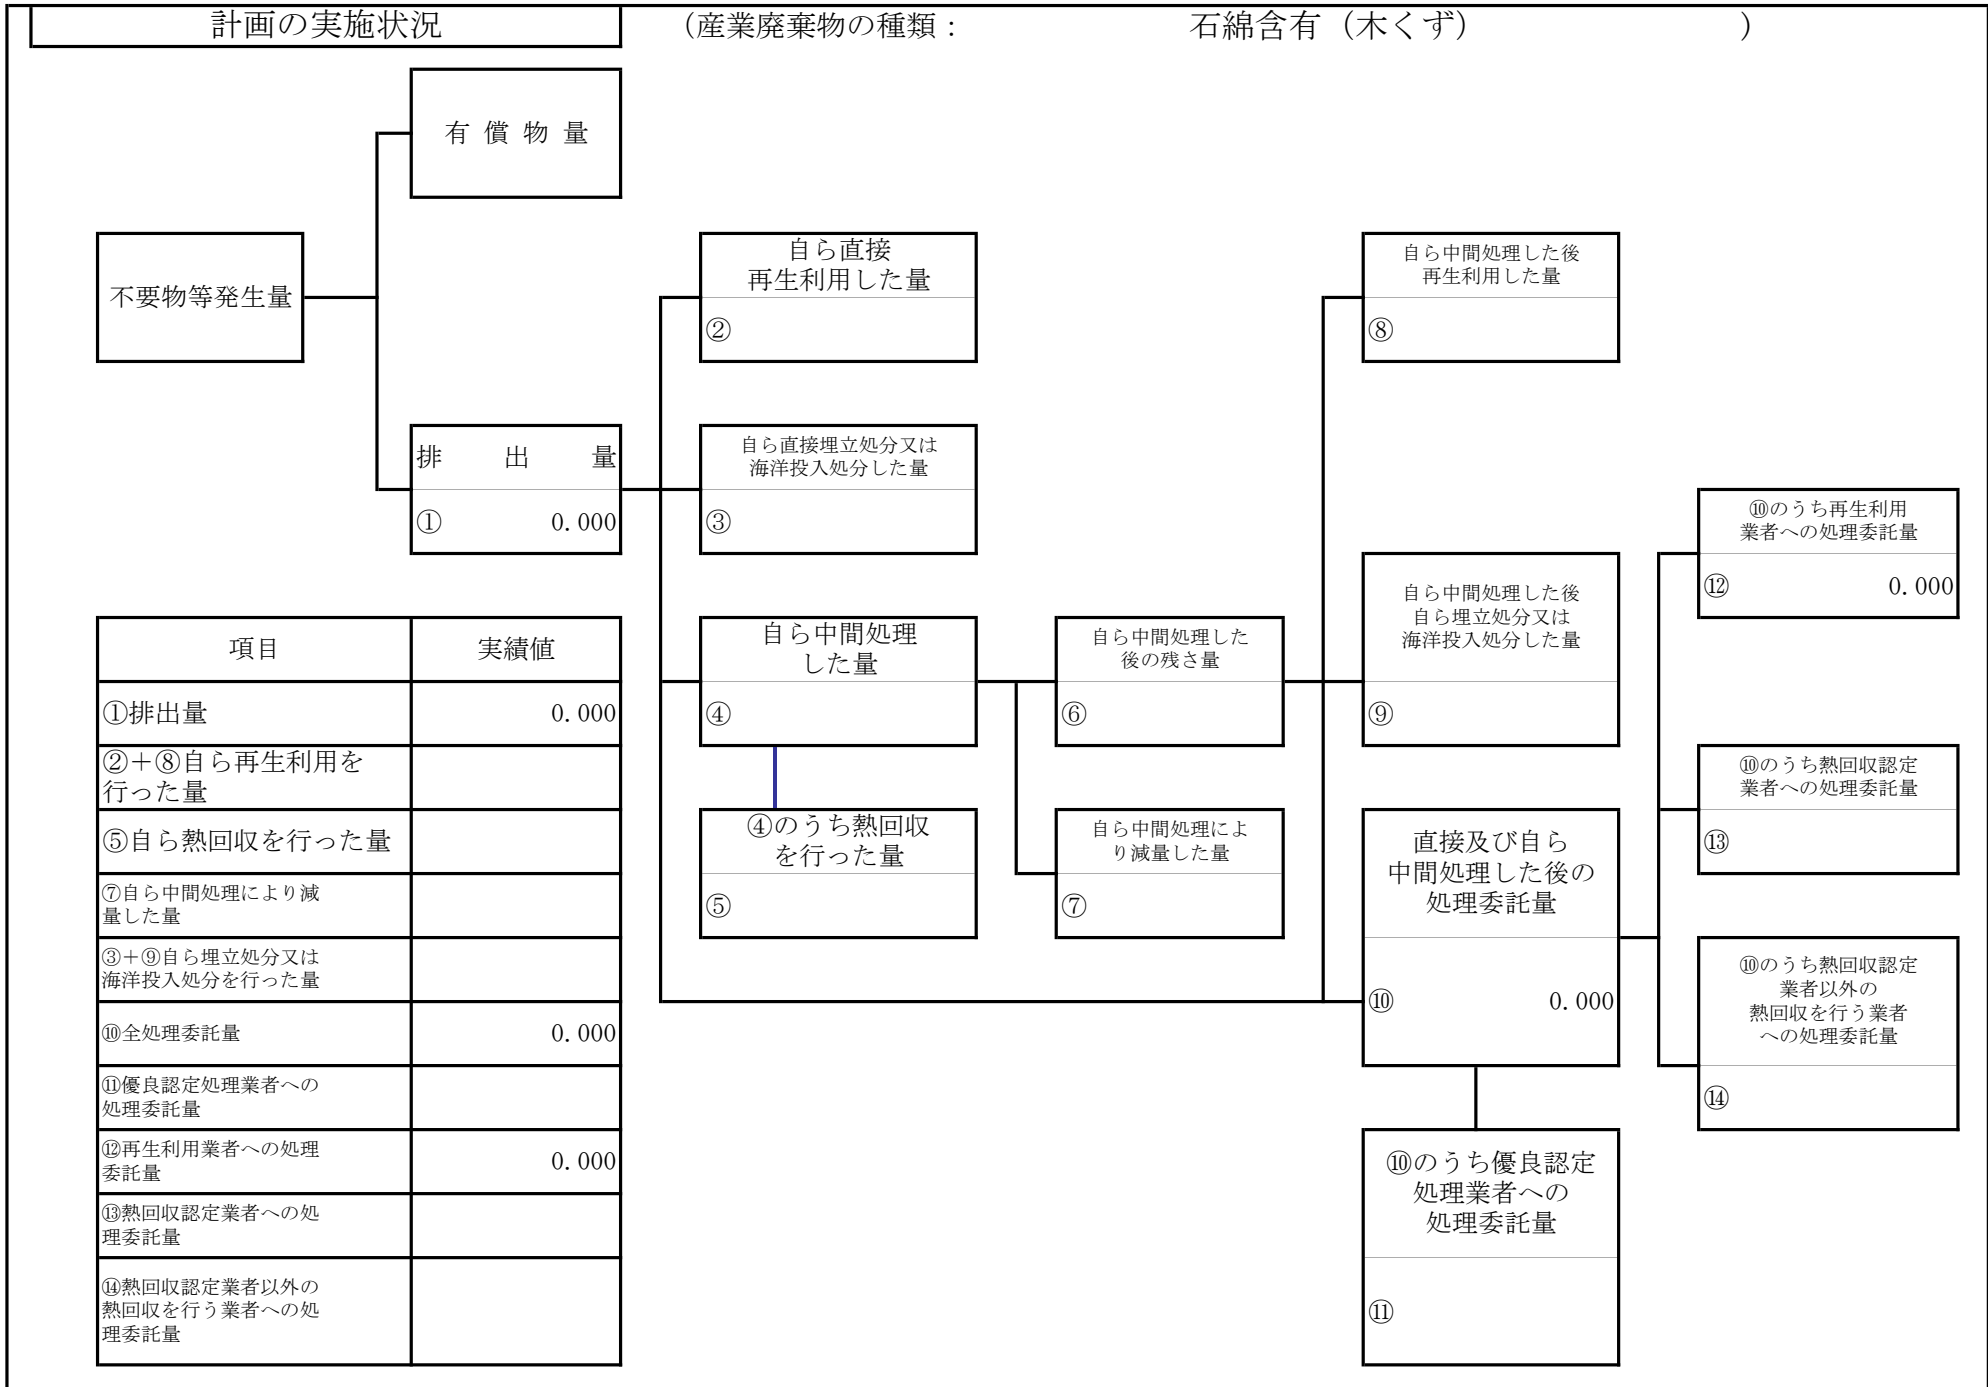 計画の実施状況
（産業廃棄物の種類： 石綿含有（木くず） ）
有 償 物 量
不要物等発生量
排 出 量
① 0.000
自ら直接
再生利用した量
②
自ら直接埋立処分又は
海洋投入処分した量
③
自ら中間処理
した量
④
④のうち熱回収
を行った量
⑤
自ら中間処理した
後の残さ量
⑥
自ら中間処理によ
り減量した量
⑦
自ら中間処理した後
再生利用した量
⑧
自ら中間処理した後
自ら埋立処分又は
海洋投入処分した量
⑨
直接及び自ら
中間処理した後の
処理委託量
⑩ 0.000
⑩のうち優良認定
処理業者への
処理委託量
⑪
⑩のうち再生利用
業者への処理委託量
⑫ 0.000
⑩のうち熱回収認定
業者への処理委託量
⑬
⑩のうち熱回収認定
業者以外の
熱回収を行う業者
への処理委託量
⑭
項目 実績値
①排出量 0.000
②＋⑧自ら再生利用を
行った量
⑤自ら熱回収を行った量
⑦自ら中間処理により減
量した量
③＋⑨自ら埋立処分又は
海洋投入処分を行った量
⑩全処理委託量 0.000
⑪優良認定処理業者への
処理委託量
⑫再生利用業者への処理
委託量 0.000
⑬熱回収認定業者への処
理委託量
⑭熱回収認定業者以外の
熱回収を行う業者への処
理委託量